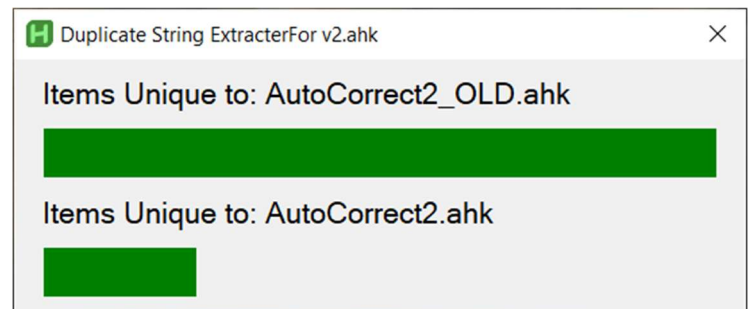 H Duplicate String ExtracterFor v2.ahk
Items Unique to: AutoCorrect2_OLD.ahk
Items Unique to: AutoCorrect2.ahk